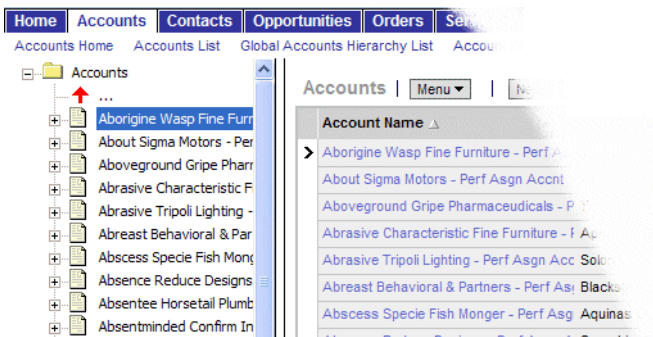 Home Accounts Contacts Opportunities Orders
Accounts Home Accounts List Global Accounts Hierarchy List
Accounts
...
Aborigine Wasp Fine Furr
About Sigma Motors - Per
Aboveground Gripe Pharr
Abrasive Characteristic Fi
Abrasive Tripoli Lighting -
Abreast Behavioral & Par
Abscess Specie Fish Mong
Absence Reduce Designs
Absentee Horsetail Plumb
Absentminded Confirm In
Accounts | Menu |
Account Name
Aborigine Wasp Fine Furniture - Perf
About Sigma Motors - Perf Asgn Accnt
Aboveground Gripe Pharmaceuticals - P
Abrasive Characteristic Fine Furniture -
Abrasive Tripoli Lighting - Perf Asgn Acc
Abreast Behavioral & Partners - Perf As Blacks
Abscess Specie Fish Monger - Perf Asg Aquinas